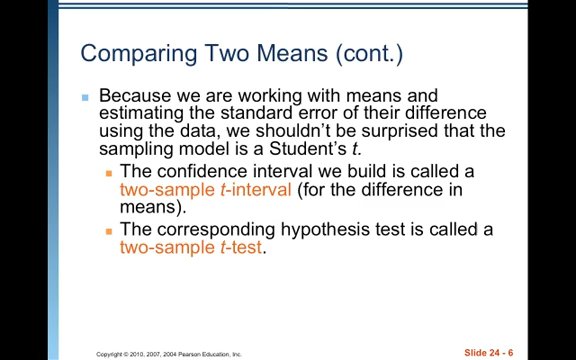 Comparing Two Means (cont.)
Because we are working with means and
estimating the standard error of their difference
using the data, we shouldn't be surprised that the
sampling model is a Student's t.
The confidence interval we build is called a
two-sample t-interval (for the difference in
means).
The corresponding hypothesis test is called a
two-sample t-test.
Copyright © 2010, 2007, 2004 Pearson Education, Inc.
Slide 24 - 6